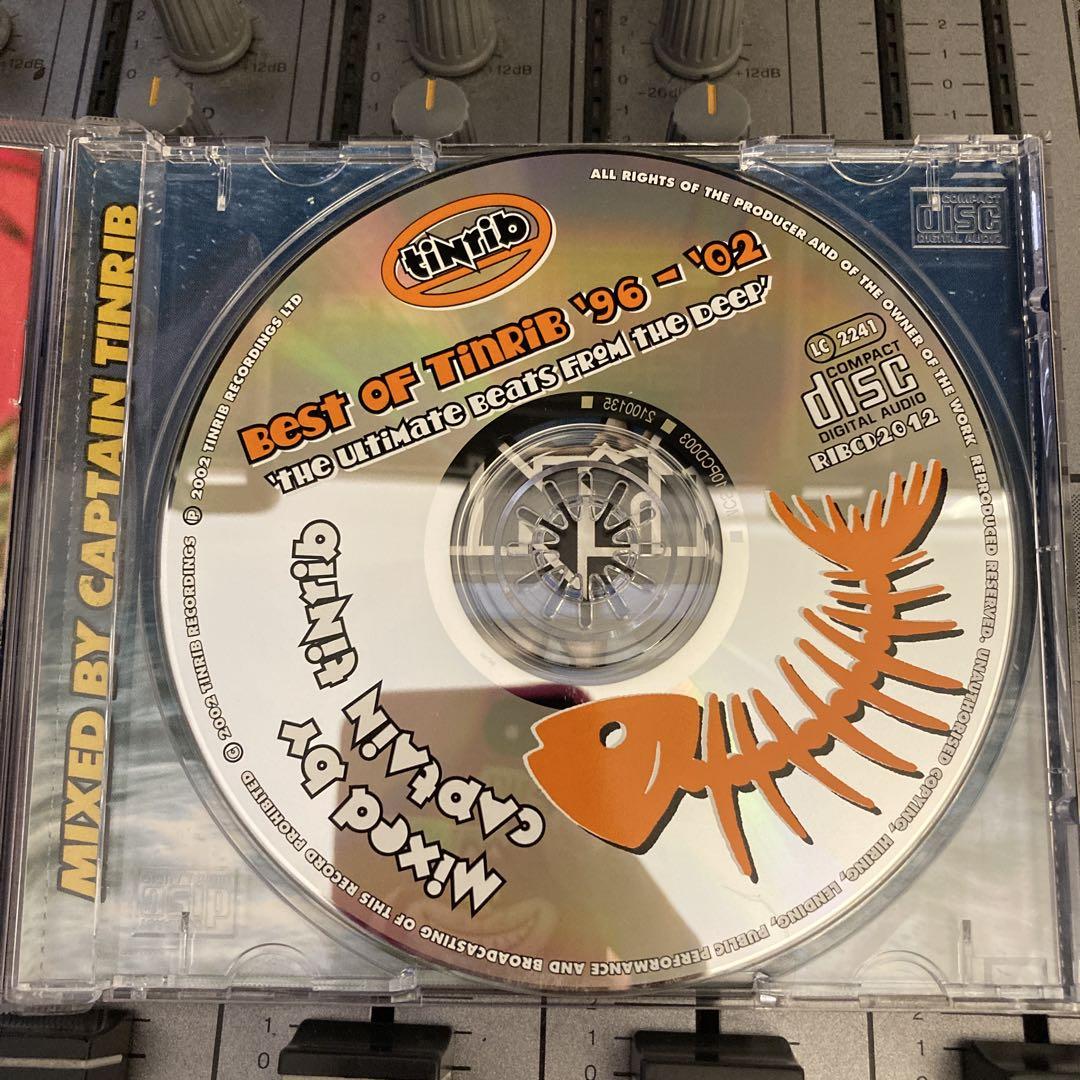 +12dB
+12dB
+12dB
-26dB
MIXED BY CAPTAIN TINRIB
tiNrib
BEST OF TINRIB '96 - '02
'THE ULTIMATE BEATS FROM THE DEEP'
MIXED BY
CAPTAIN TINRIB
ALL RIGHTS OF THE PRODUCER AND OF THE OWNER OF THE WORK REPRODUCED RESERVED. UNAUTHORISED COPYING, HIRING, LENDING, PUBLIC PERFORMANCE AND BROADCASTING OF THIS RECORD PROHIBITED
© 2002 TINRIB RECORDINGS
℗ 2002 TINRIB RECORDINGS LTD
LC 2241
COMPACT
disc
DIGITAL AUDIO
RIBCD2012
2100135
COMPACT
disc
DIGITAL AUDIO
1
0
1
0
1
0